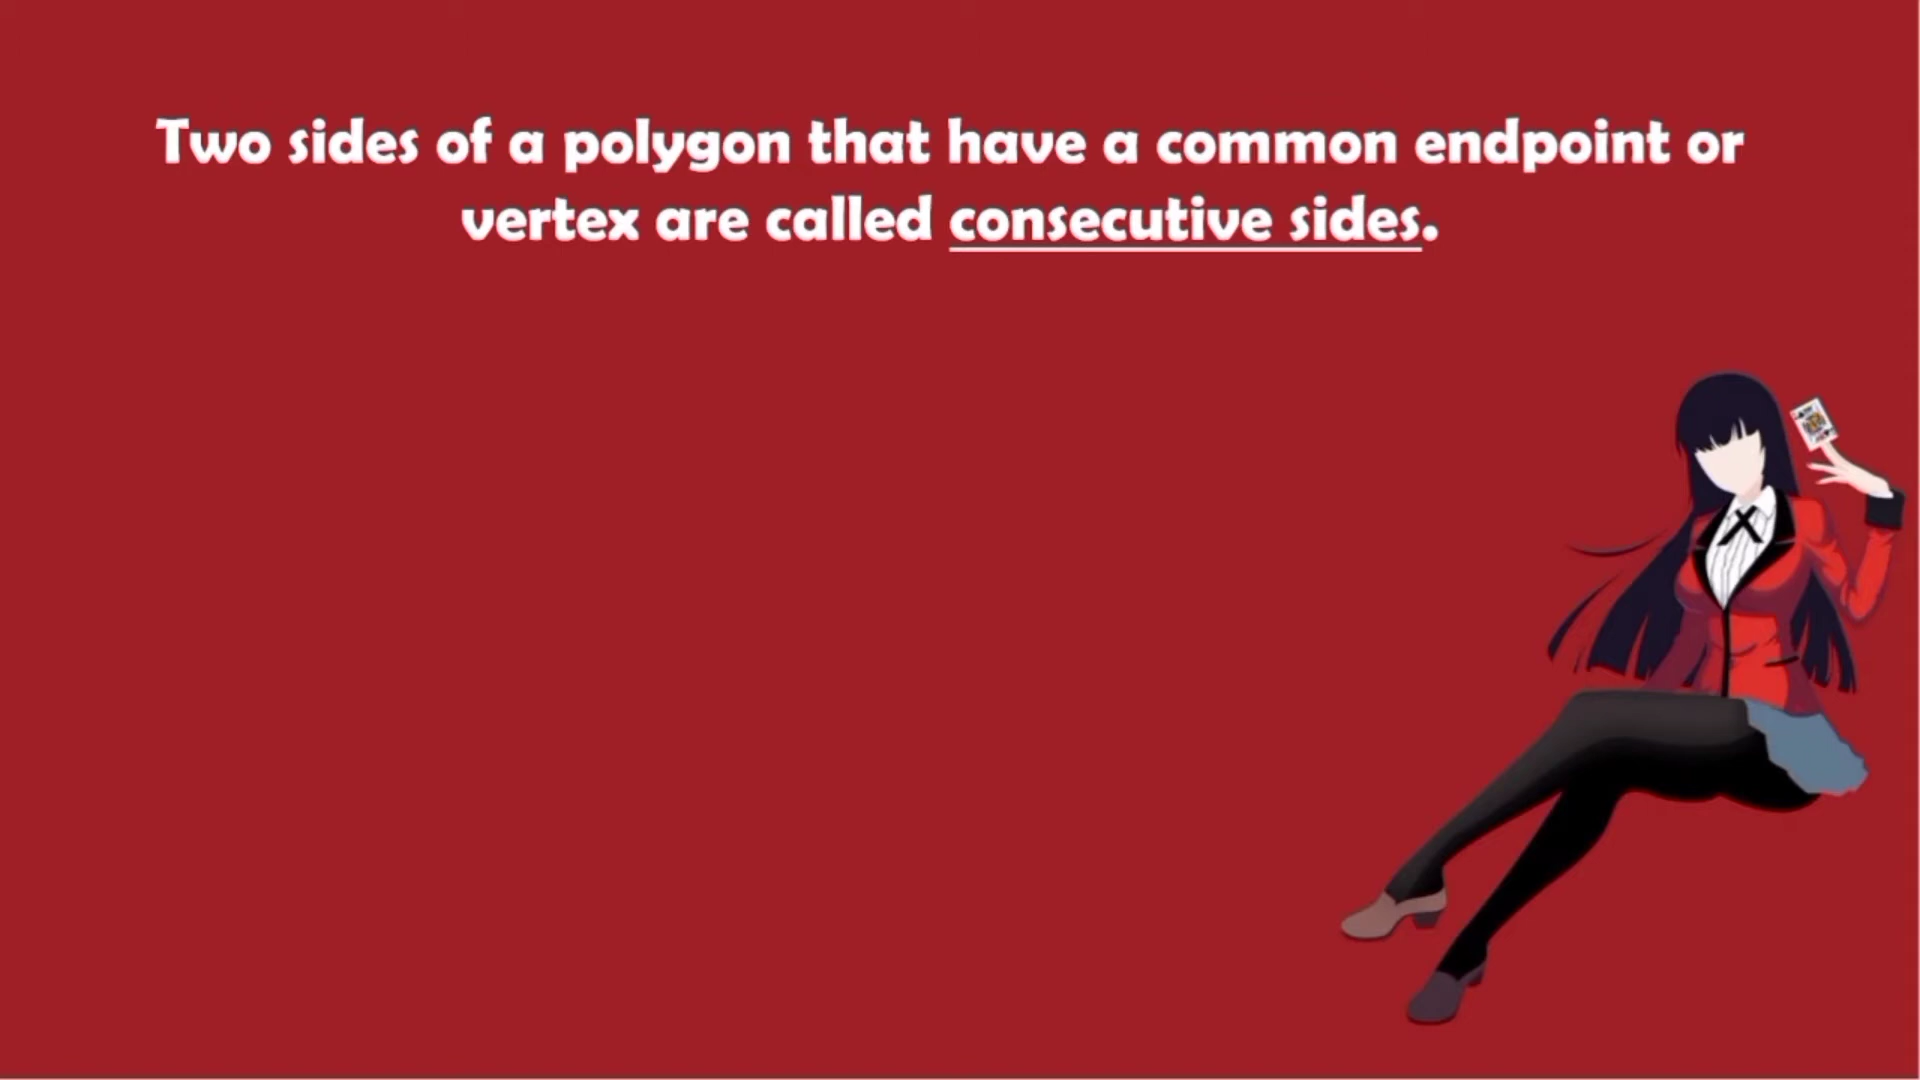 Two sides of a polygon that have a common endpoint or
vertex are called consecutive sides.